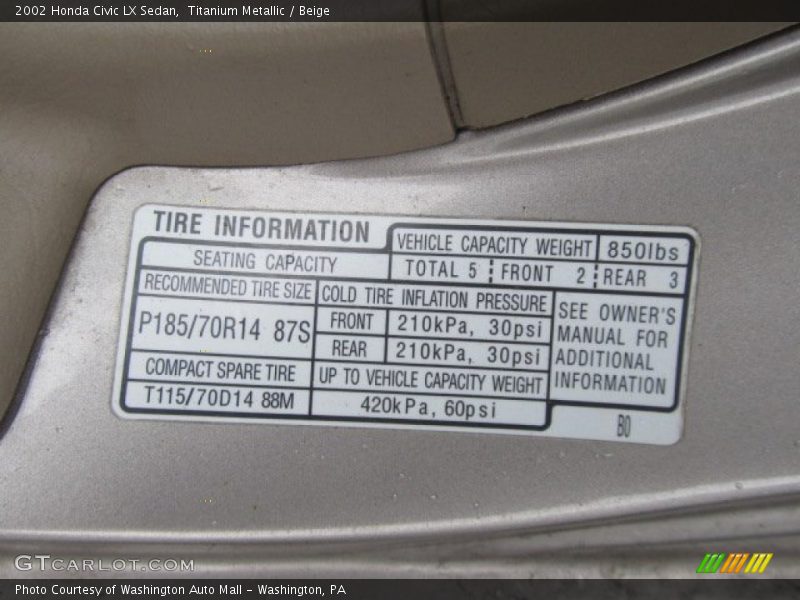 2002 Honda Civic LX Sedan, Titanium Metallic / Beige
TIRE INFORMATION
VEHICLE CAPACITY WEIGHT 850lbs
SEATING CAPACITY TOTAL 5 FRONT 2 REAR 3
RECOMMENDED TIRE SIZE COLD TIRE INFLATION PRESSURE
P185/70R14 87S
FRONT 210kPa, 30psi
REAR 210kPa, 30psi
SEE OWNER'S
MANUAL FOR
ADDITIONAL
INFORMATION
COMPACT SPARE TIRE UP TO VEHICLE CAPACITY WEIGHT
T115/70D14 88M 420kPa, 60psi
B0
GTCARLOT.COM
Photo Courtesy of Washington Auto Mall - Washington, PA